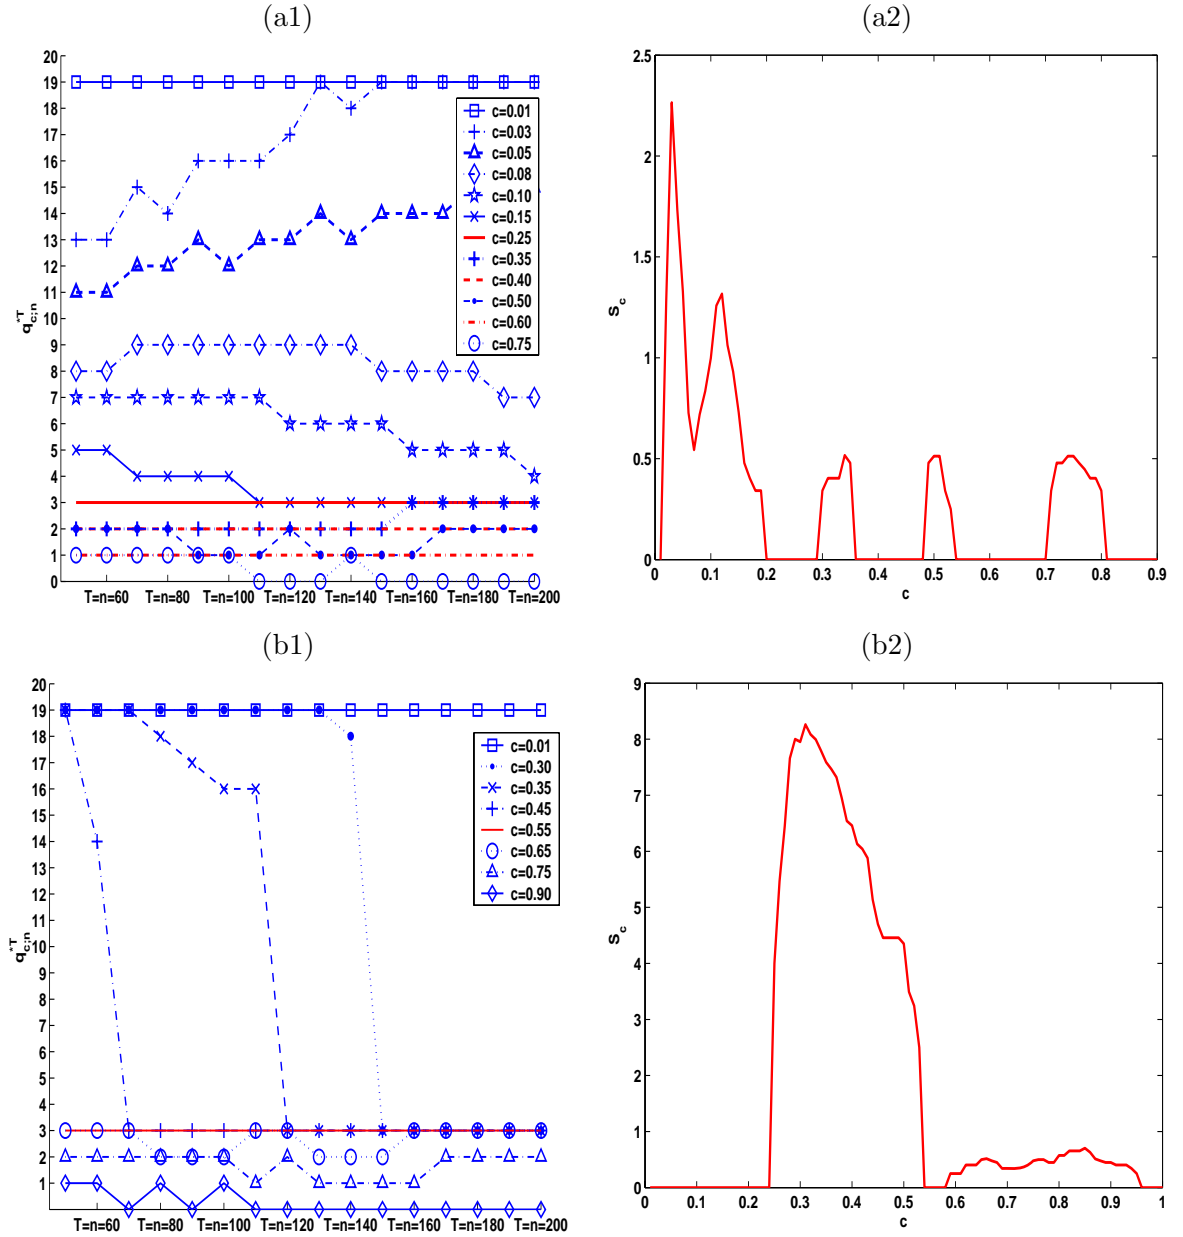 (a1)
20
19
18
17
16
15
14
13
12
11
10
9
8
7
6
5
4
3
2
1
0
q*T c;n
T=n=60 T=n=80 T=n=100 T=n=120 T=n=140 T=n=160 T=n=180 T=n=200
c=0.01
c=0.03
c=0.05
c=0.08
c=0.10
c=0.15
c=0.25
c=0.35
c=0.40
c=0.50
c=0.60
c=0.75
(a2)
2.5
2
1.5
1
0.5
0
S c
0 0.1 0.2 0.3 0.4 0.5 0.6 0.7 0.8 0.9
c
(b1)
20
19
18
17
16
15
14
13
12
11
10
9
8
7
6
5
4
3
2
1
q*T c;n
T=n=60 T=n=80 T=n=100 T=n=120 T=n=140 T=n=160 T=n=180 T=n=200
c=0.01
c=0.30
c=0.35
c=0.45
c=0.55
c=0.65
c=0.75
c=0.90
(b2)
9
8
7
6
5
4
3
2
1
0
S c
0 0.1 0.2 0.3 0.4 0.5 0.6 0.7 0.8 0.9 1
c